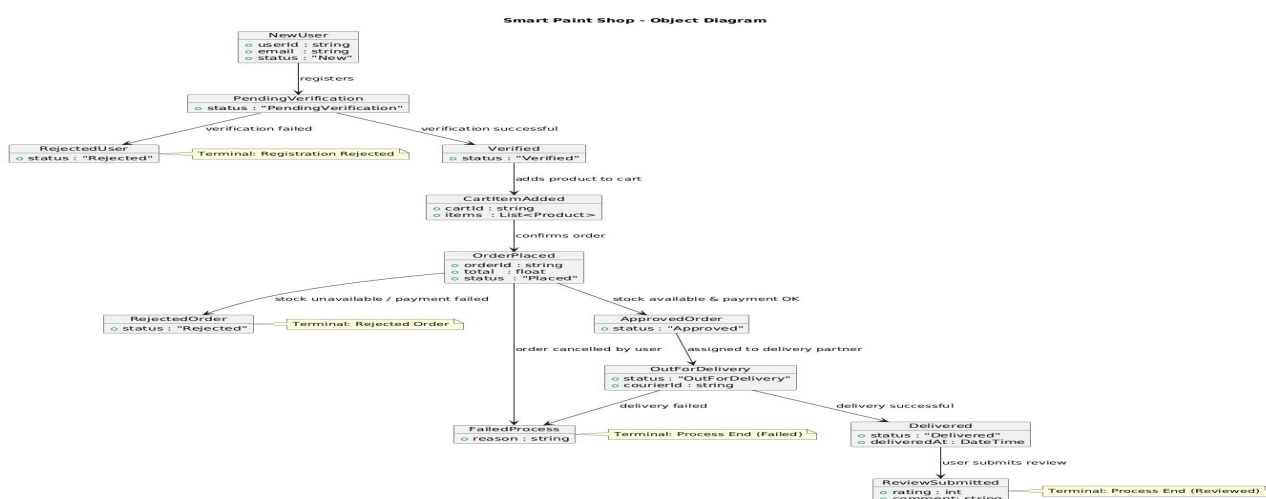 Smart Paint Shop - Object Diagram
NewUser
userId : string
email : string
status : "New"
registers
PendingVerification
status : "PendingVerification"
verification failed
verification successful
RejectedUser
status : "Rejected"
Terminal: Registration Rejected
Verified
status : "Verified"
adds product to cart
CartItemAdded
cartId : string
items : List<Product>
confirms order
OrderPlaced
orderId : string
total : float
status : "Placed"
stock unavailable / payment failed
stock available & payment OK
RejectedOrder
status : "Rejected"
Terminal: Rejected Order
ApprovedOrder
status : "Approved"
order cancelled by user
assigned to delivery partner
OutForDelivery
status : "OutForDelivery"
courierId : string
delivery failed
delivery successful
FailedProcess
reason : string
Terminal: Process End (Failed)
Delivered
status : "Delivered"
deliveredAt : DateTime
user submits review
ReviewSubmitted
rating : int
comment: string
Terminal: Process End (Reviewed)